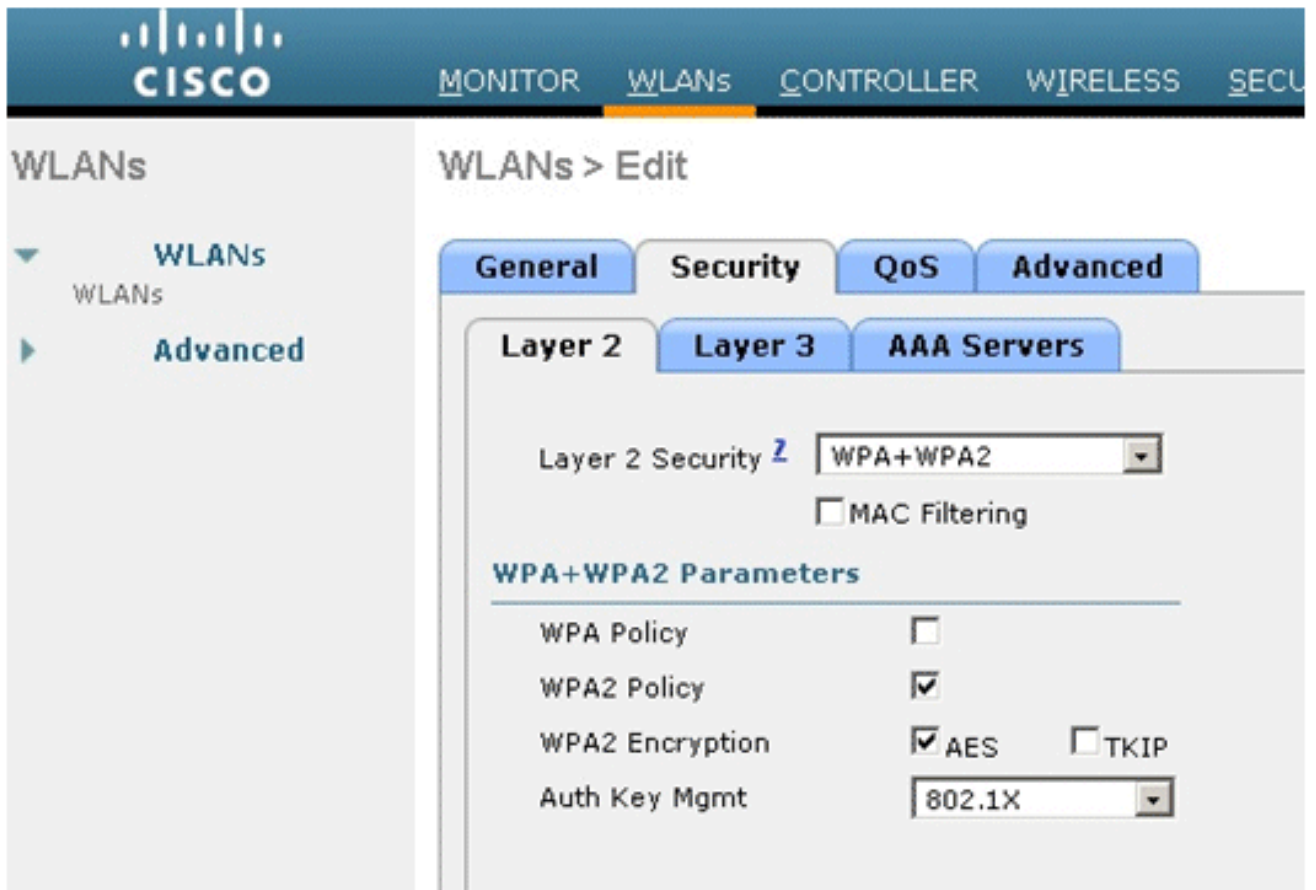 CISCO
MONITOR WLANs CONTROLLER WIRELESS SECU
WLANs
WLANs > Edit
WLANs
WLANs
Advanced
General Security QoS Advanced
Layer 2 Layer 3 AAA Servers
Layer 2 Security 7 WPA+WPA2
MAC Filtering
WPA+WPA2 Parameters
WPA Policy
WPA2 Policy
WPA2 Encryption AES TKIP
Auth Key Mgmt 802.1X